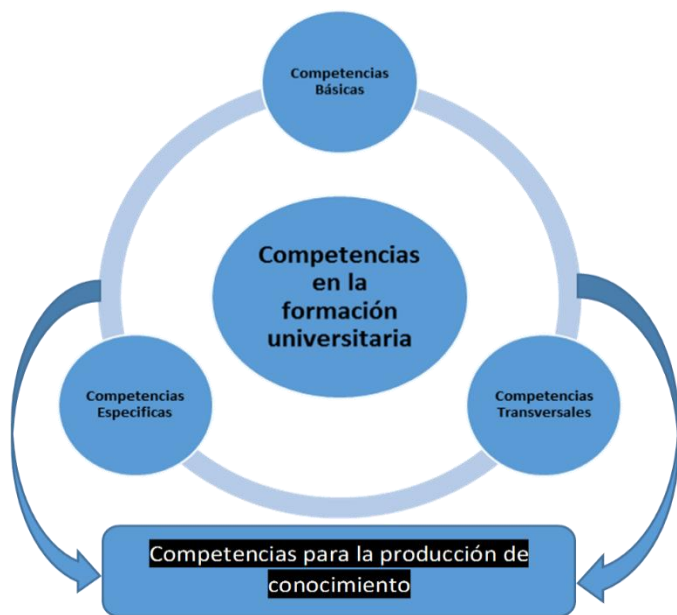 Competencias
Básicas
Competencias
en la
formación
universitaria
Competencias
Especificas
Competencias
Transversales
Competencias para la producción de
conocimiento